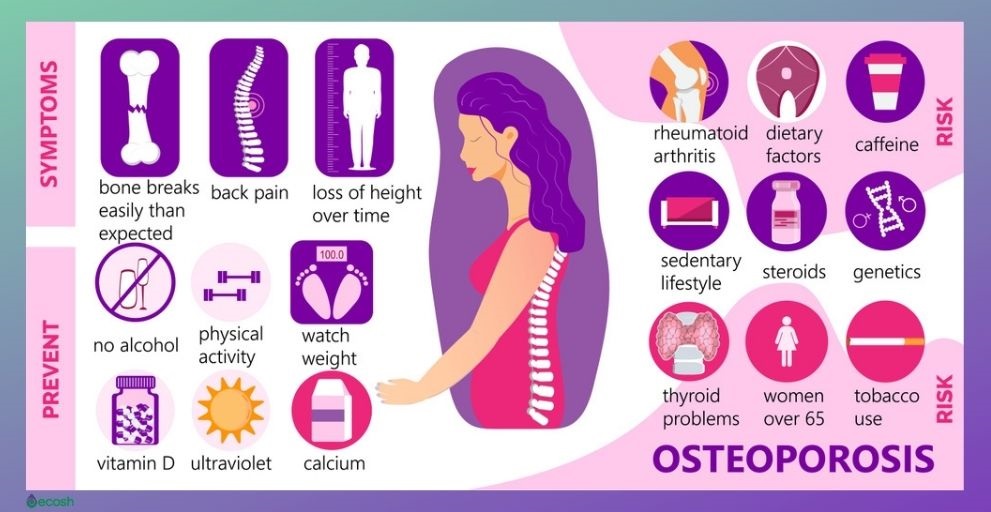 SYMPTOMS
bone breaks
easily than
expected
back pain
loss of height
over time
PREVENT
no alcohol
physical
activity
100.0
watch
weight
vitamin D
ultraviolet
calcium
RISK
rheumatoid
arthritis
dietary
factors
caffeine
sedentary
lifestyle
steroids
genetics
thyroid
problems
women
over 65
tobacco
use
RISK
OSTEOPOROSIS
ecosh